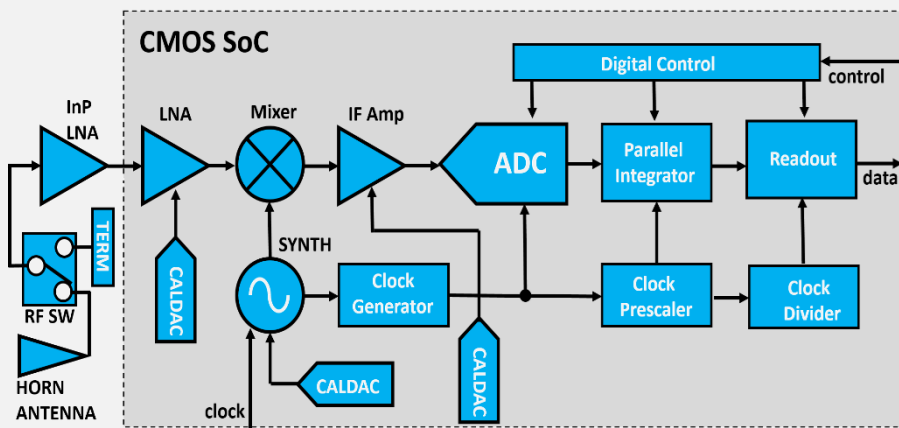 CMOS SoC
Digital Control
control
InP
LNA
LNA
Mixer
IF Amp
ADC
Parallel
Integrator
Readout
data
TERM
CALDAC
SYNTH
Clock
Generator
Clock
Prescaler
Clock
Divider
RF SW
CALDAC
CALDAC
HORN
ANTENNA
clock